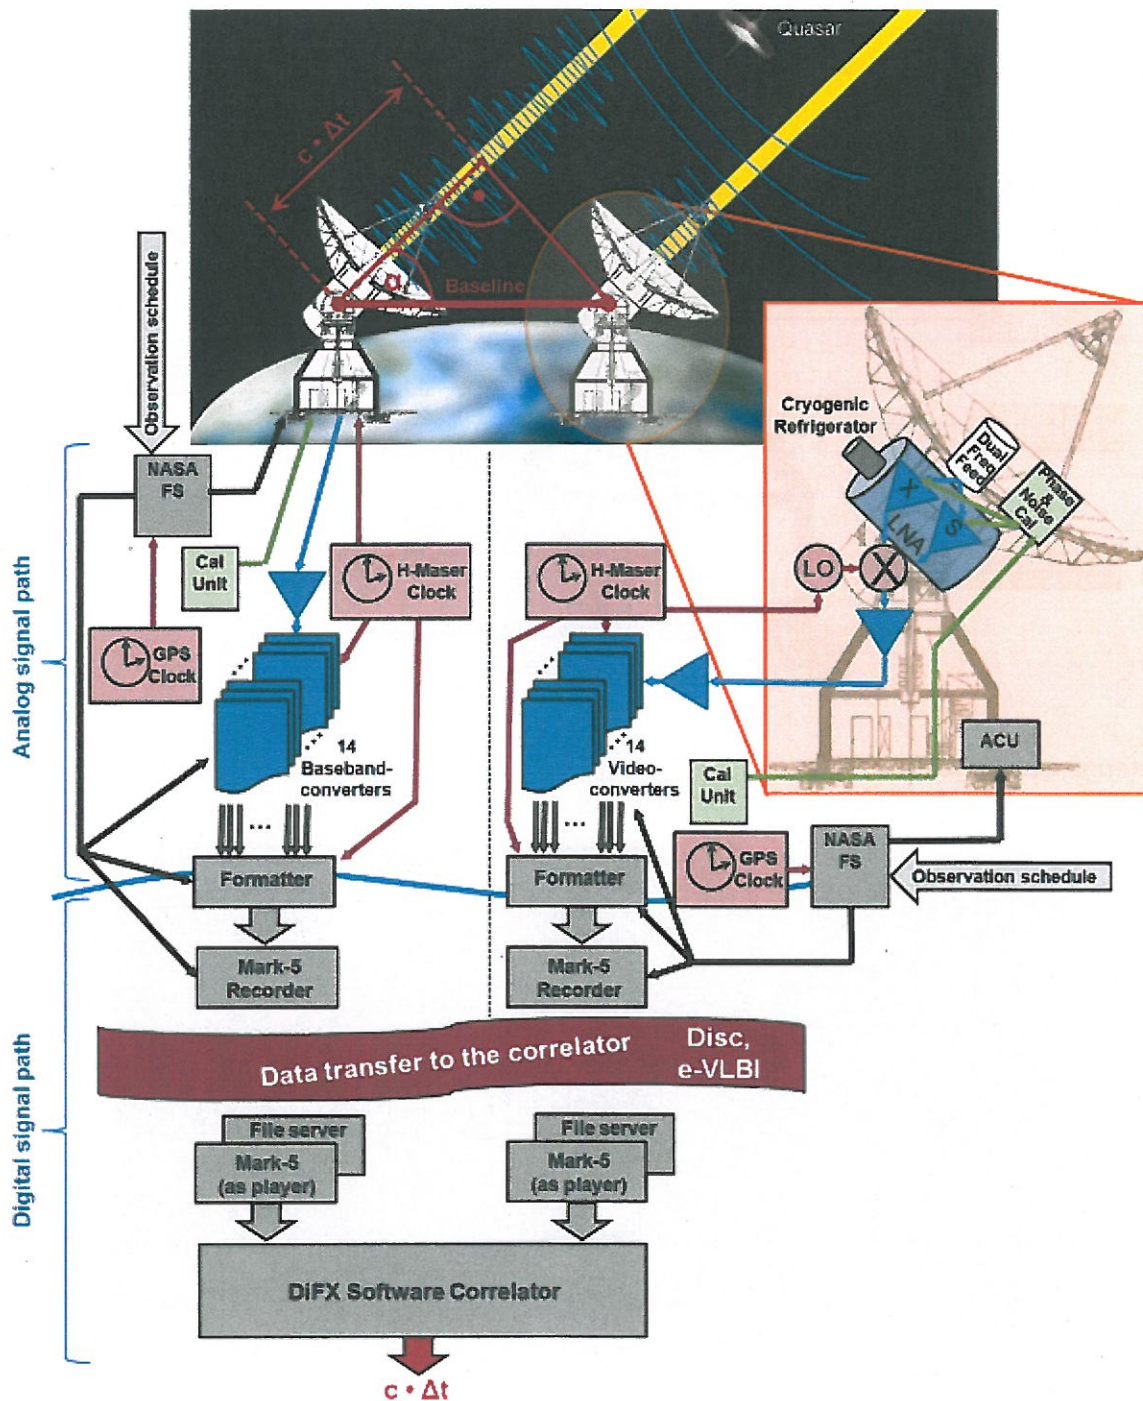 Quasar
c • Δt
α
Baseline
Observation schedule
NASA
FS
Cal
Unit
GPS
Clock
H-Maser
Clock
14
Baseband-
converters
...
Formatter
Mark-5
Recorder
H-Maser
Clock
14
Video-
converters
...
Formatter
Mark-5
Recorder
Cryogenic
Refrigerator
Dual
Freq
Feed
Phase
&
Noise
Cal
X
S
LNA
LO
X
ACU
Cal
Unit
GPS
Clock
NASA
FS
Observation schedule
Analog signal path
Digital signal path
Data transfer to the correlator
Disc,
e-VLBI
File server
Mark-5
(as player)
File server
Mark-5
(as player)
DiFX Software Correlator
c • Δt